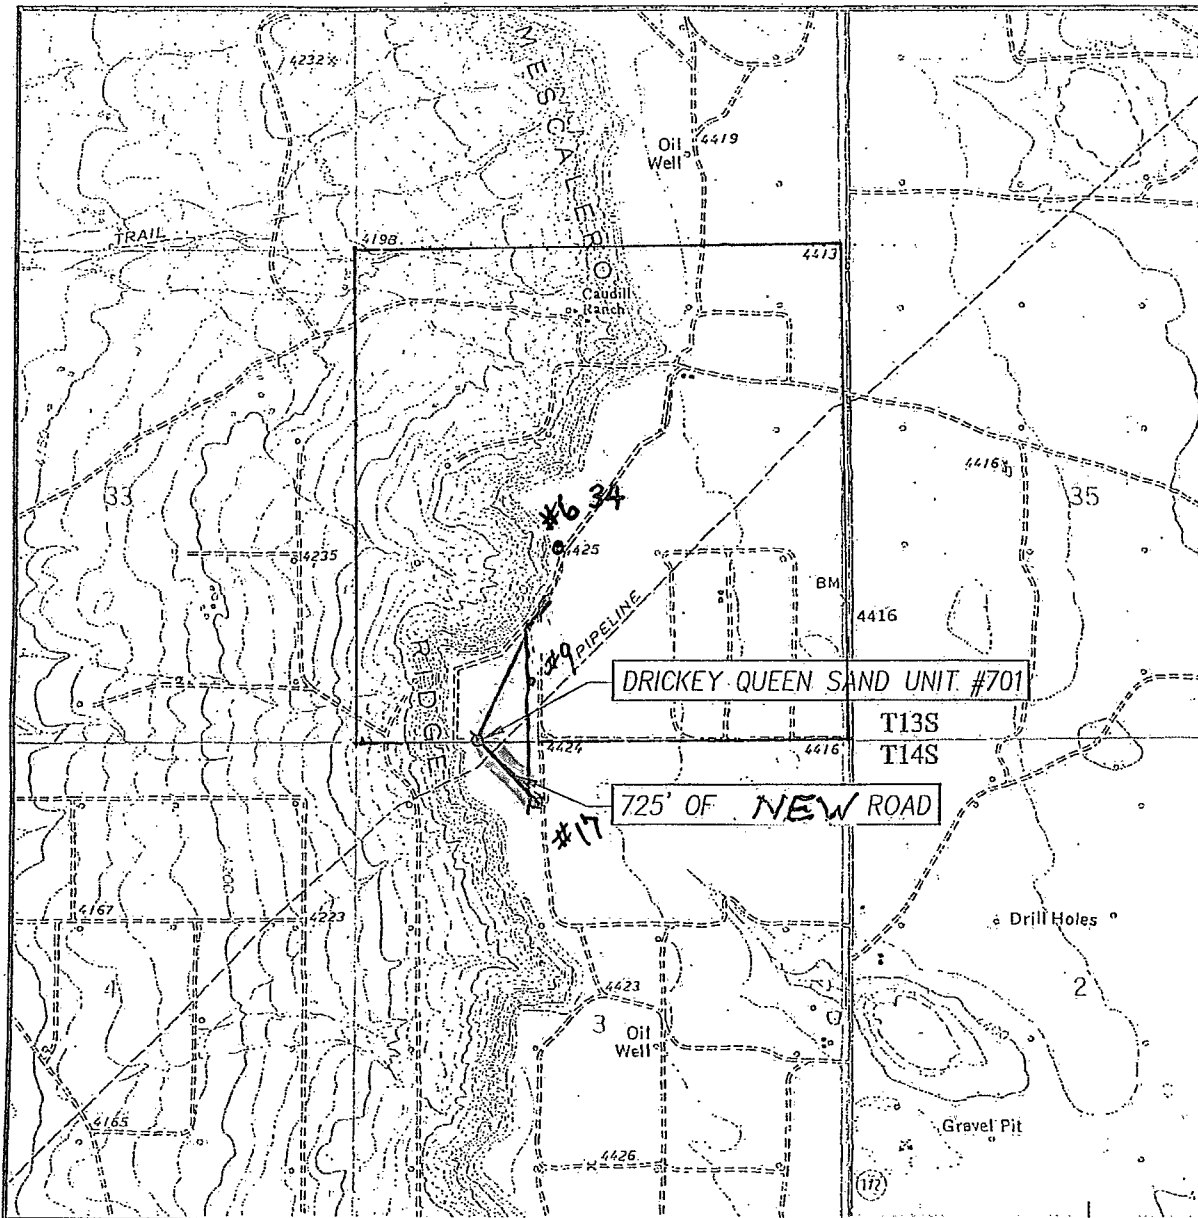 MESCALERO
4232
Oil
Well
4419
TRAIL
4198
4413
Caudill
Ranch
33
#6 34
4416
35
4235
4425
BM
4416
PIPELINE
#9
RIDGE
DRICKEY QUEEN SAND UNIT #701
T13S
4424
4416
T14S
725' OF NEW ROAD
#17
4200
4167
4223
Drill Holes
4
4423
3
2
Oil
Well
4165
Gravel Pit
4426
172